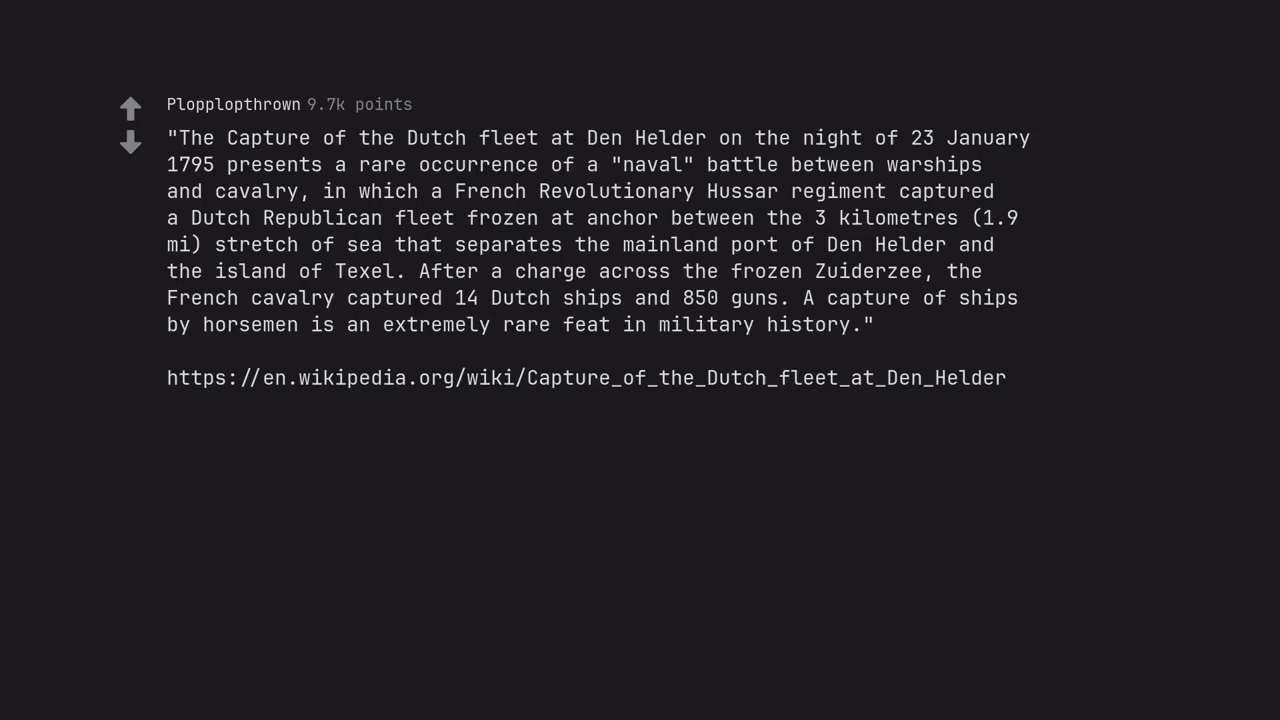 Plopplopthrown 9.7k points
"The Capture of the Dutch fleet at Den Helder on the night of 23 January
1795 presents a rare occurrence of a "naval" battle between warships
and cavalry, in which a French Revolutionary Hussar regiment captured
a Dutch Republican fleet frozen at anchor between the 3 kilometres (1.9
mi) stretch of sea that separates the mainland port of Den Helder and
the island of Texel. After a charge across the frozen Zuiderzee, the
French cavalry captured 14 Dutch ships and 850 guns. A capture of ships
by horsemen is an extremely rare feat in military history."
https://en.wikipedia.org/wiki/Capture_of_the_Dutch_fleet_at_Den_Helder